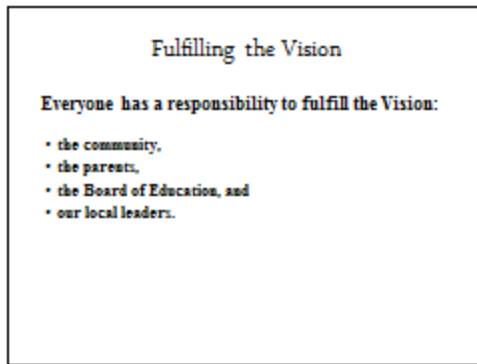 Fulfilling the Vision
Everyone has a responsibility to fulfill the Vision:
• the community,
• the parents,
• the Board of Education, and
• our local leaders.